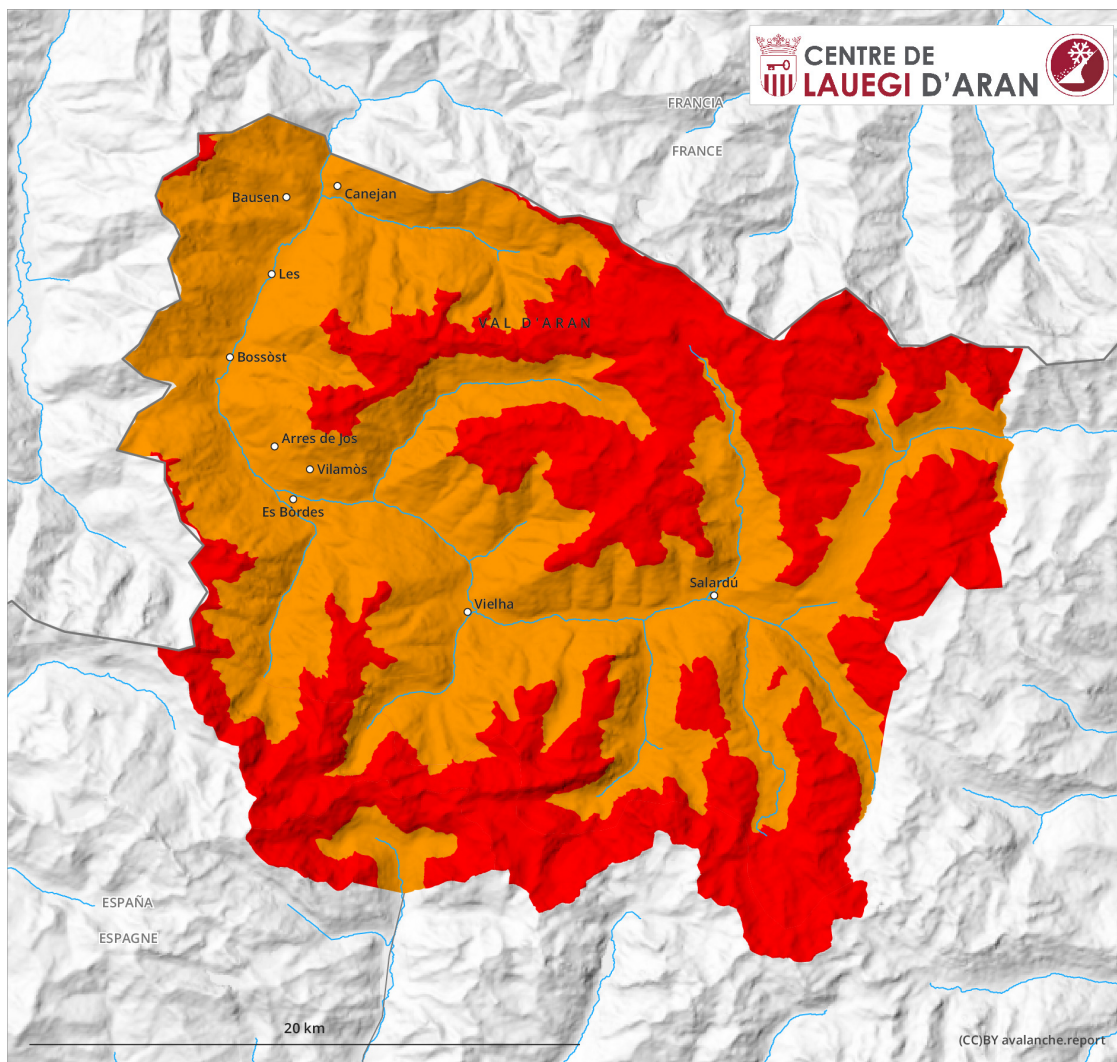 CENTRE DE
LAUEGI D'ARAN
FRANCIA
FRANCE
Bausen
Canejan
Les
VAL D'ARAN
Bossòst
Arres de Jos
Vilamòs
Es Bòrdes
Salardú
Vielha
ESPAÑA
ESPAGNE
20 km
(CC)BY avalanche.report